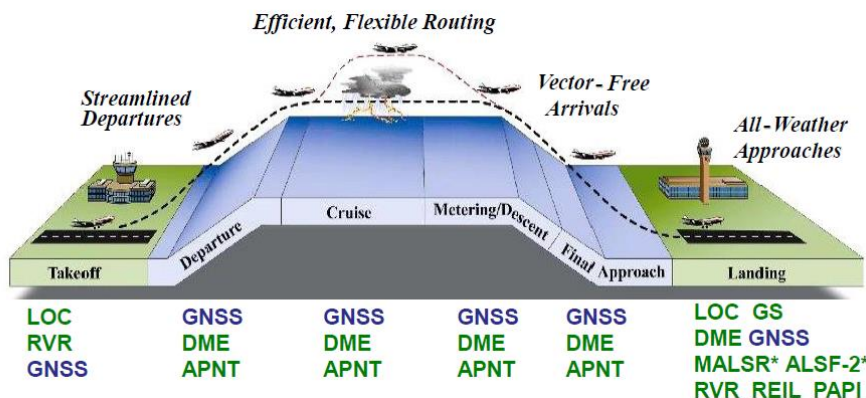 Efficient, Flexible Routing
Streamlined
Departures
Vector-Free
Arrivals
All-Weather
Approaches
Takeoff
Departure
Cruise
Metering/Descent
Final Approach
Landing
LOC
RVR
GNSS
GNSS
DME
APNT
GNSS
DME
APNT
GNSS
DME
APNT
GNSS
DME
APNT
LOC GS
DME GNSS
MALSR* ALSF-2*
RVR REIL PAPI